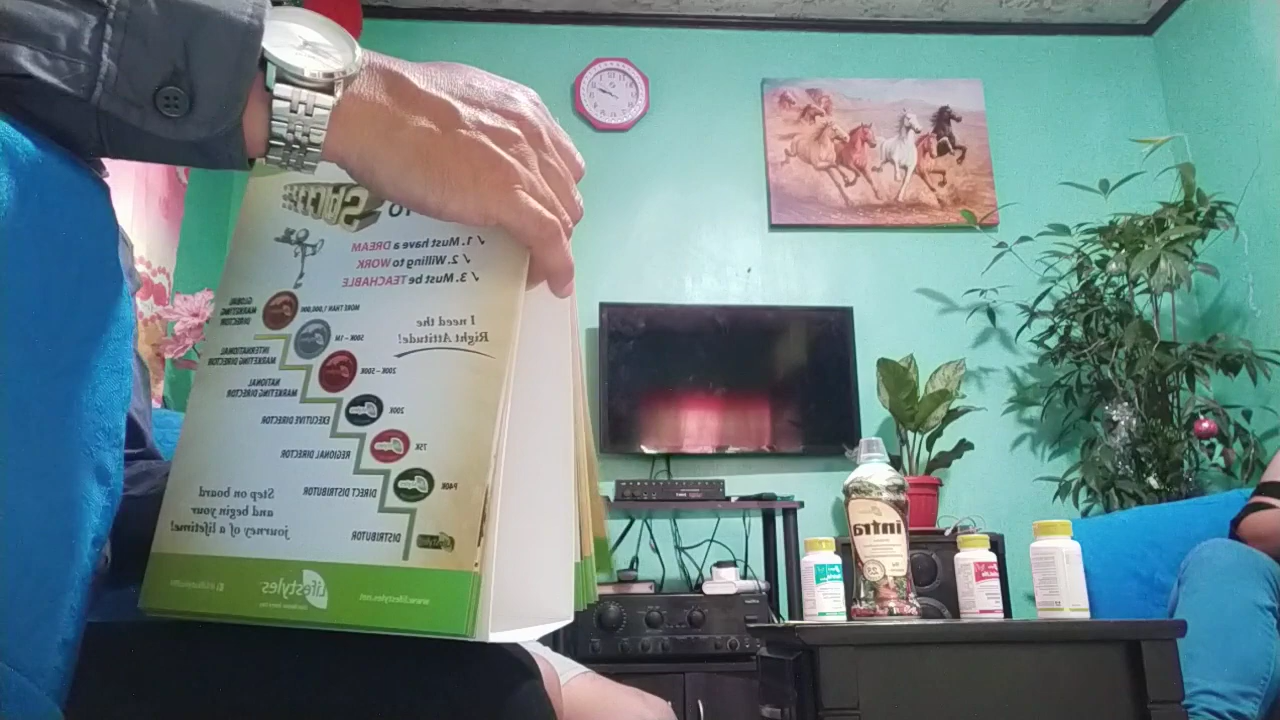 TO
✓ 1. Must have a DREAM
✓ 2. Willing to WORK
✓ 3. Must be TEACHABLE
I need the
Right Attitude!
GLOBAL
MARKETING
DIRECTOR
MORE THAN 1,000,000
INTERNATIONAL
MARKETING DIRECTOR
500K - 1M
NATIONAL
MARKETING DIRECTOR
200K - 500K
EXECUTIVE DIRECTOR
200K
REGIONAL DIRECTOR
75K
DIRECT DISTRIBUTOR
P40K
DISTRIBUTOR
Step on board
and begin your
journey of a lifetime!
Lifestyles
www.lifestyles.net
intra